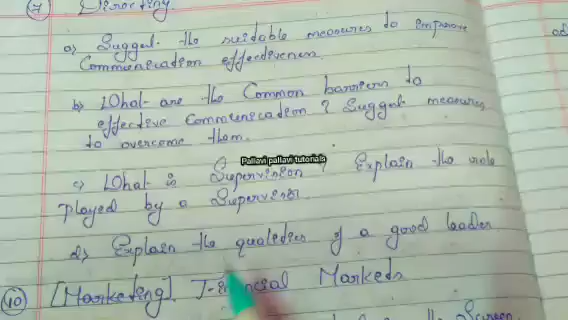 7 Directing
a) Suggest the suitable measures to improve
Communication effectiveness.
b) What are the Common barriers to
effective Communication ? Suggest measures
to overcome them.
Pallavi pallavi tutorials
c) What is Supervision ? Explain the role
played by a Supervisor
d) Explain the qualities of a good leader
10 [Marketing] Financial Markets
the